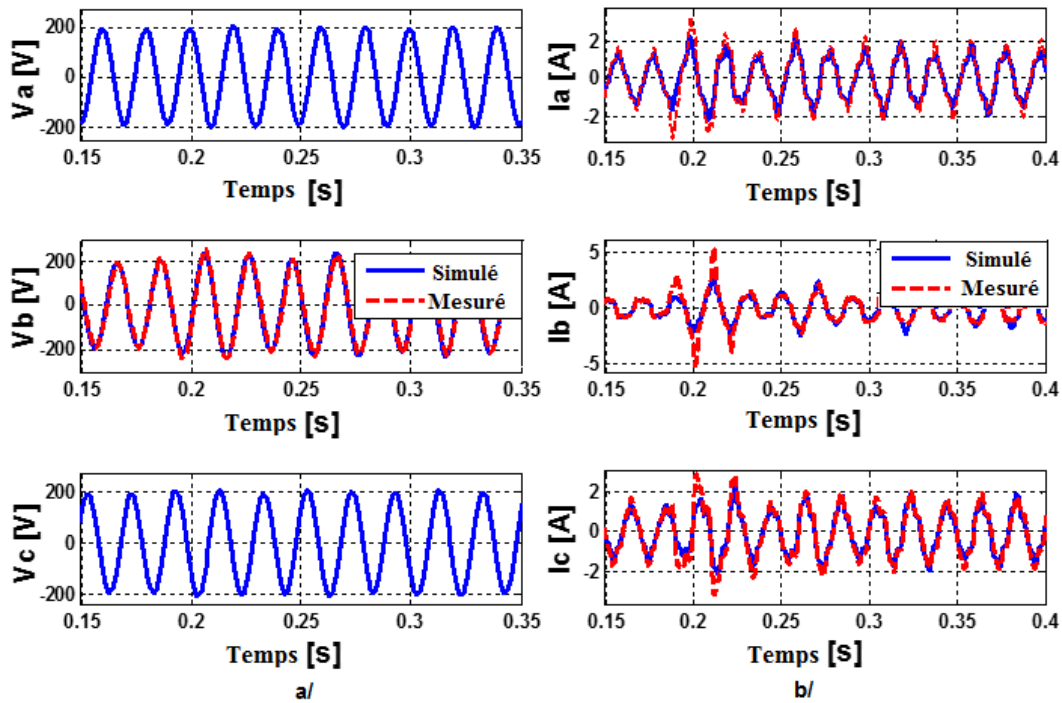 Va [V]
200
0
-200
0.15 0.2 0.25 0.3 0.35
Temps [s]
Ia [A]
2
0
-2
0.15 0.2 0.25 0.3 0.35 0.4
Temps [s]
Vb [V]
200
0
-200
Simulé
Mesuré
0.15 0.2 0.25 0.3 0.35
Temps [s]
Ib [A]
5
0
-5
Simulé
Mesuré
0.15 0.2 0.25 0.3 0.35 0.4
Temps [s]
Vc [V]
200
0
-200
0.15 0.2 0.25 0.3 0.35
Temps [s]
a/
Ic [A]
2
0
-2
0.15 0.2 0.25 0.3 0.35 0.4
Temps [s]
b/